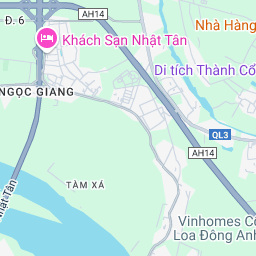 Đ. 6
AH14
Nhà Hàng
Khách Sạn Nhật Tân
Di tích Thành Cổ
NGỌC GIANG
QL3
AH14
TÀM XÁ
Nhật Tân
Vinhomes Cổ
Loa Đông Anh